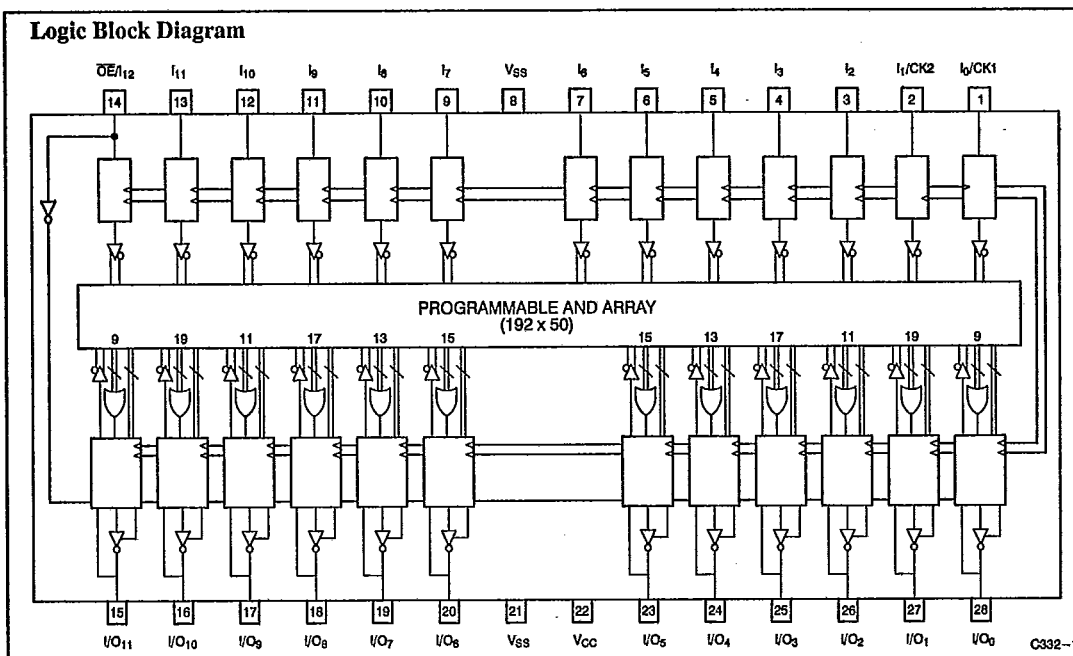 Logic Block Diagram
OE/I12 I11 I10 I9 I8 I7 VSS I6 I5 I4 I3 I2 I1/CK2 I0/CK1
14 13 12 11 10 9 8 7 6 5 4 3 2 1
PROGRAMMABLE AND ARRAY
(192 x 50)
9 19 11 17 13 15 15 13 17 11 19 9
15 16 17 18 19 20 21 22 23 24 25 26 27 28
I/O11 I/O10 I/O9 I/O8 I/O7 I/O6 VSS VCC I/O5 I/O4 I/O3 I/O2 I/O1 I/O0